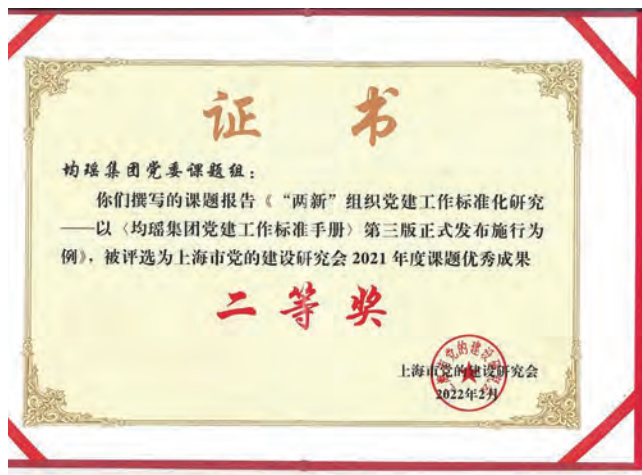 证 书
均瑶集团党委课题组：
你们撰写的课题报告《“两新”组织党建工作标准化研究
——以〈均瑶集团党建工作标准手册〉第三版正式发布施行为
例》，被评选为上海市党的建设研究会 2021 年度课题优秀成果
二 等 奖
上海市党的建设研究会
2022年2月